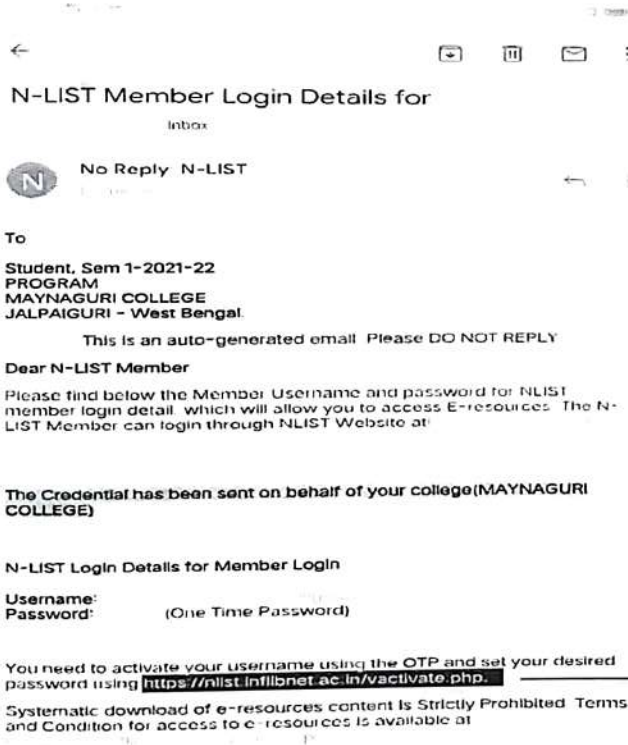 N-LIST Member Login Details for
Inbox
N
No Reply N-LIST
To
Student, Sem 1-2021-22
PROGRAM
MAYNAGURI COLLEGE
JALPAIGURI - West Bengal.
This is an auto-generated email Please DO NOT REPLY
Dear N-LIST Member
Please find below the Member Username and password for NLIST
member login detail which will allow you to access E-resources The N-
LIST Member can login through NLIST Website at
The Credential has been sent on behalf of your college(MAYNAGURI
COLLEGE)
N-LIST Login Details for Member Login
Username:
Password: (One Time Password)
You need to activate your username using the OTP and set your desired
password using https://nlist.inflibnet.ac.in/vactivate.php.
Systematic download of e-resources content is Strictly Prohibited Terms
and Condition for access to e-resources is available at